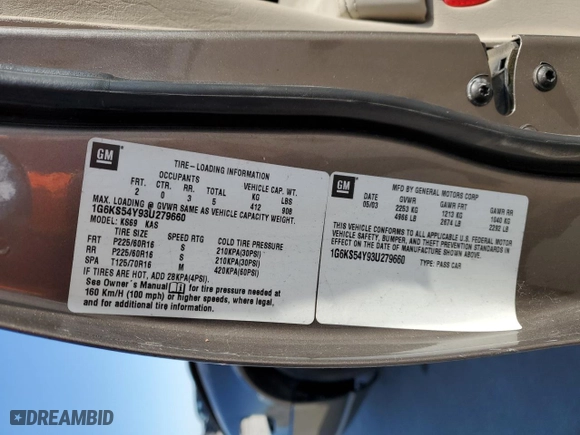 GM
TIRE-LOADING INFORMATION
OCCUPANTS
FRT. CTR. RR. TOTAL VEHICLE CAP. WT.
2 0 3 5 KG LBS
412 908
MAX. LOADING @ GVWR SAME AS VEHICLE CAPACITY WEIGHT.
1G6KS54Y93U279660
MODEL: KS69 KAS
TIRE SIZE SPEED RTG COLD TIRE PRESSURE
FRT P225/60R16 S 210KPA(30PSI)
RR P225/60R16 S 210KPA(30PSI)
SPA T125/70R16 M 420KPA(60PSI)
IF TIRES ARE HOT, ADD 28KPA(4PSI).
See Owner's Manual for tire pressure needed at
160 Km/H (100 mph) or higher speeds, where legal,
and for additional tire information.
GM
MFD BY GENERAL MOTORS CORP
05/03 GVWR GAWR FRT GAWR RR
2253 KG 1213 KG 1040 KG
4966 LB 2674 LB 2292 LB
THIS VEHICLE CONFORMS TO ALL APPLICABLE U.S. FEDERAL MOTOR
VEHICLE SAFETY, BUMPER, AND THEFT PREVENTION STANDARDS IN
EFFECT ON THE DATE OF MANUFACTURE SHOWN ABOVE.
1G6KS54Y93U279660
TYPE: PASS CAR
DREAMBID